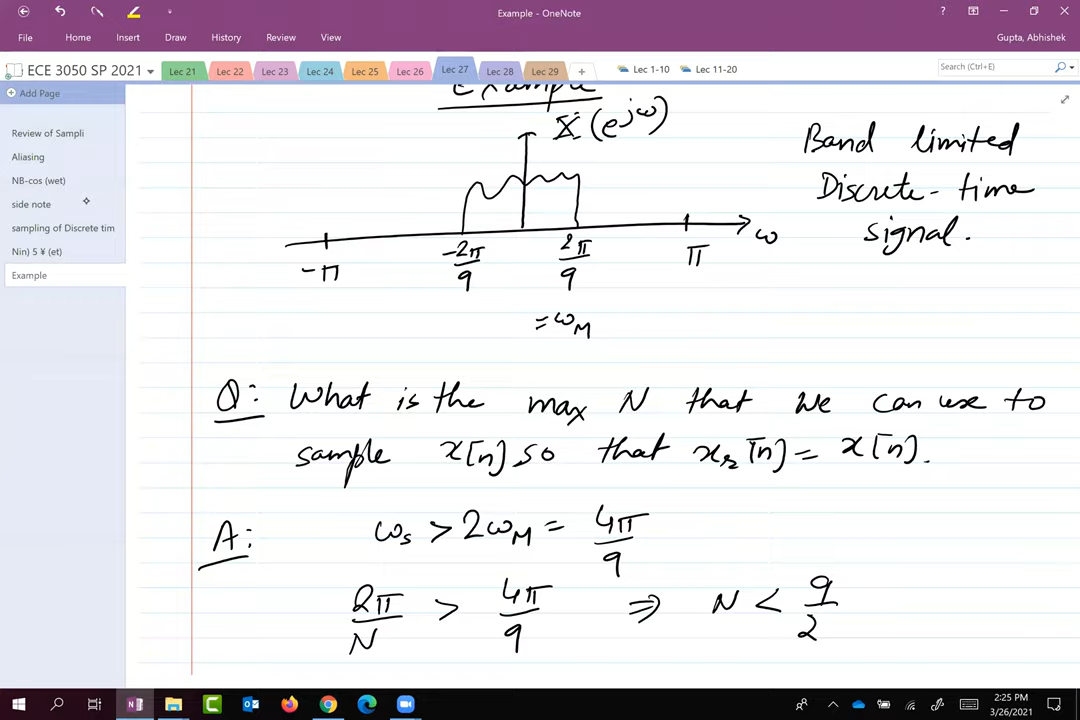 Example - OneNote
Gupta, Abhishek
File Home Insert Draw History Review View
ECE 3050 SP 2021
Lec 21 Lec 22 Lec 23 Lec 24 Lec 25 Lec 26 Lec 27 Lec 28 Lec 29 + Lec 1-10 Lec 11-20
Search (Ctrl+E)
Add Page
Review of Sampli
Aliasing
NB-cos (wet)
side note
sampling of Discrete tim
Nin) 5 ¥ (et)
Example
Example
X(e^jω)
Band limited
Discrete-time
signal.
-π -2π/9 2π/9 π ω
= ω_M
Q: What is the max N that we can use to
sample x[n] so that x_r[n] = x[n].
A: ω_s > 2ω_M = 4π/9
2π/N > 4π/9 ⇒ N < 9/2
2:25 PM
3/26/2021